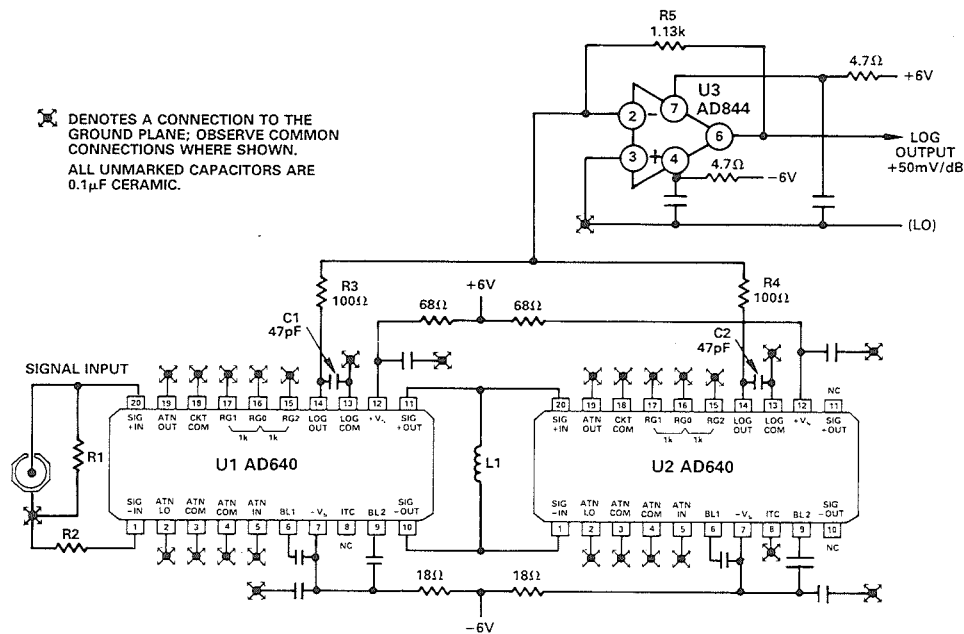 R5
1.13k
4.7Ω
+6V
U3
AD844
2
−
7
6
3
+
4
4.7Ω
−6V
LOG
OUTPUT
+50mV/dB
(LO)
DENOTES A CONNECTION TO THE
GROUND PLANE; OBSERVE COMMON
CONNECTIONS WHERE SHOWN.
ALL UNMARKED CAPACITORS ARE
0.1μF CERAMIC.
R3
100Ω
+6V
68Ω
68Ω
R4
100Ω
C1
47pF
C2
47pF
SIGNAL INPUT
NC
20 19 18 17 16 15 14 13 12 11
SIG +IN
ATN OUT
CKT COM
RG1
RG0
RG2
LOG OUT
LOG COM
+Vs
SIG +OUT
1k 1k
U1 AD640
SIG −IN
ATN LO
ATN COM
ATN COM
ATN IN
BL1
−Vs
ITC
BL2
SIG −OUT
1 2 3 4 5 6 7 8 9 10
NC
R1
R2
L1
20 19 18 17 16 15 14 13 12 11
SIG +IN
ATN OUT
CKT COM
RG1
RG0
RG2
LOG OUT
LOG COM
+Vs
SIG +OUT
1k 1k
U2 AD640
SIG −IN
ATN LO
ATN COM
ATN COM
ATN IN
BL1
−Vs
ITC
BL2
SIG −OUT
1 2 3 4 5 6 7 8 9 10
NC
18Ω
18Ω
−6V